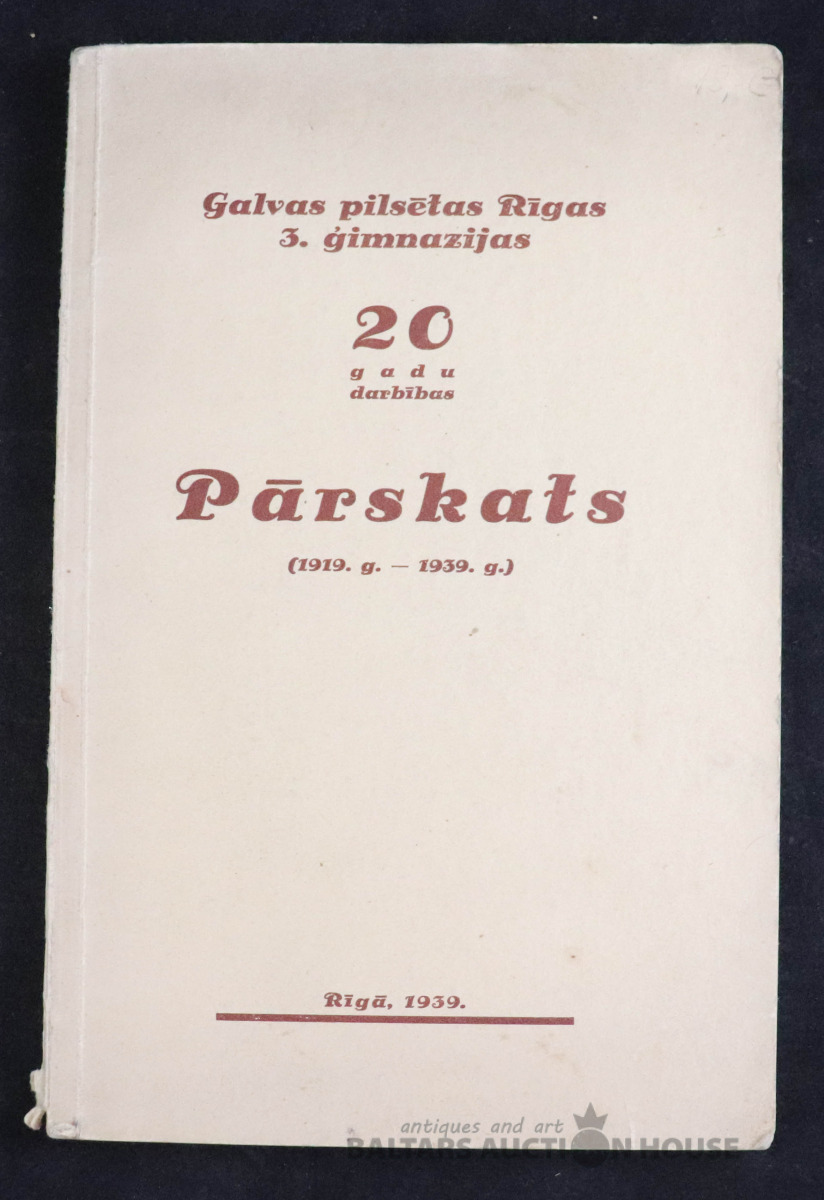 Galvas pilsētas Rīgas
3. ģimnazijas
20
gadu
darbības
Pārskats
(1919. g. — 1939. g.)
Rīgā, 1939.
antiques and art
BALTARS AUCTION HOUSE